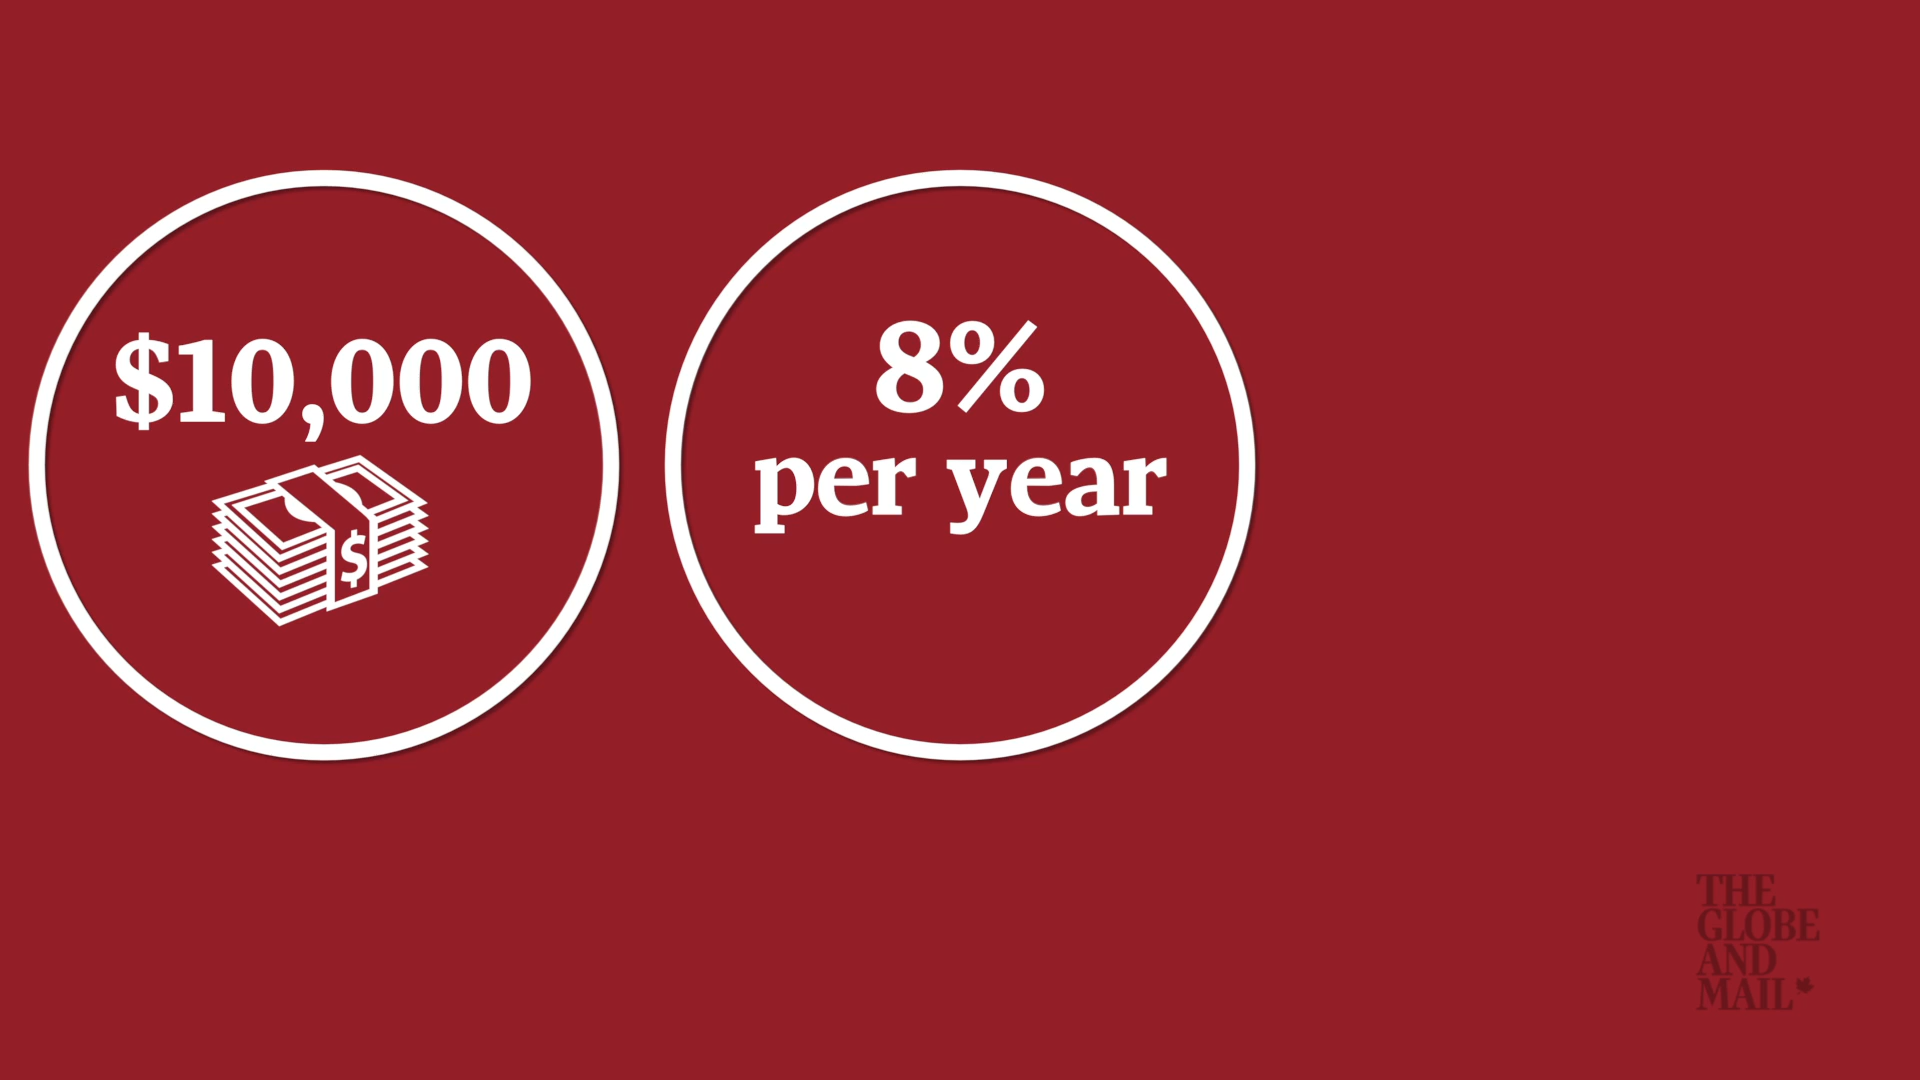 $10,000
$
8%
per year
THE
GLOBE
AND
MAIL